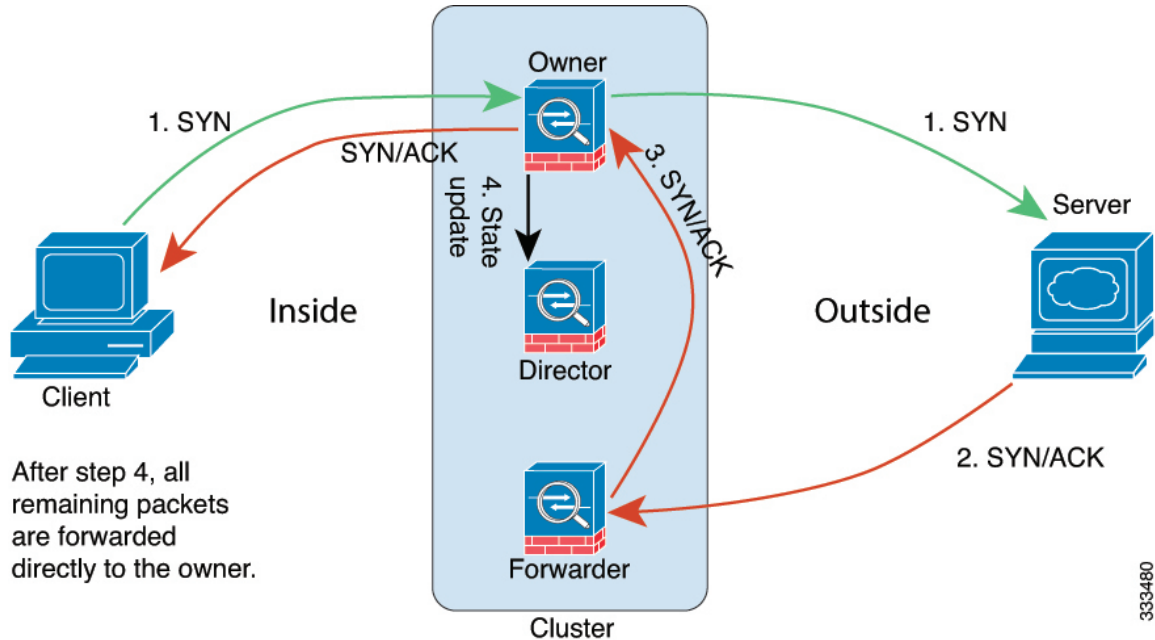 Owner
1. SYN
1. SYN
SYN/ACK
3. SYN/ACK
4. State
update
Server
Inside
Outside
Director
Client
2. SYN/ACK
After step 4, all
remaining packets
are forwarded
directly to the owner.
Forwarder
Cluster
333480